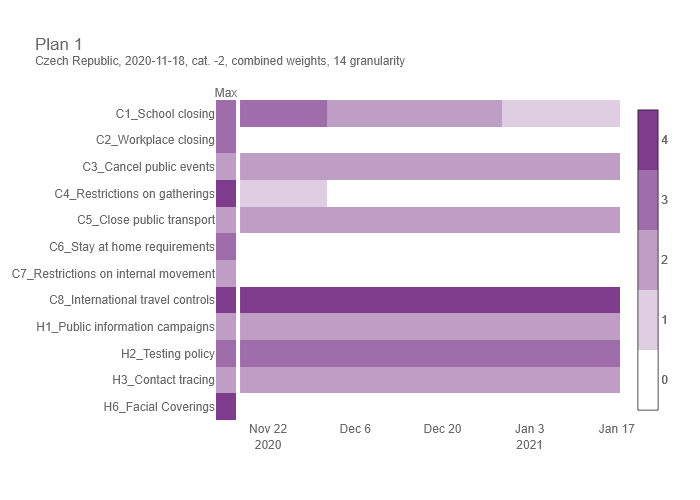 Plan 1
Czech Republic, 2020-11-18, cat. -2, combined weights, 14 granularity
Max
C1_School closing
C2_Workplace closing
C3_Cancel public events
C4_Restrictions on gatherings
C5_Close public transport
C6_Stay at home requirements
C7_Restrictions on internal movement
C8_International travel controls
H1_Public information campaigns
H2_Testing policy
H3_Contact tracing
H6_Facial Coverings
Nov 22 Dec 6 Dec 20 Jan 3 Jan 17
2020 2021
4
3
2
1
0